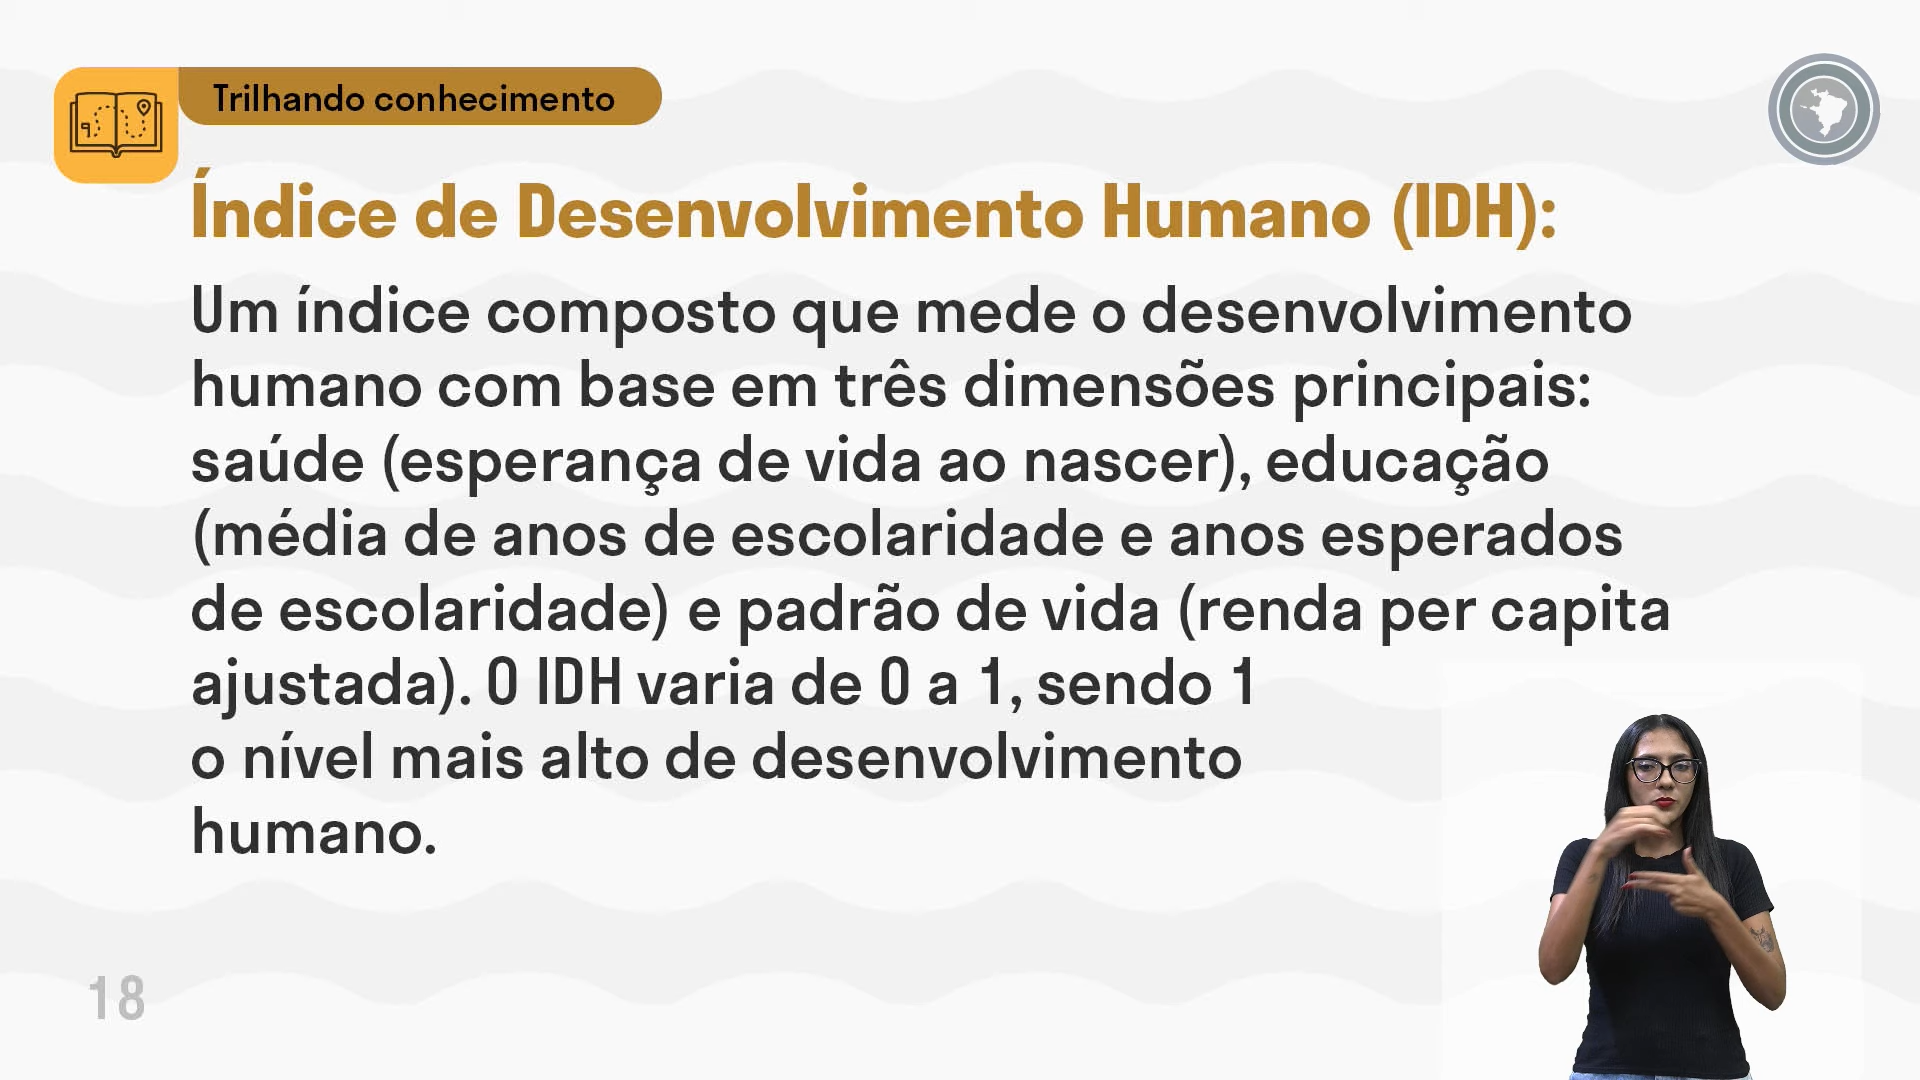 Trilhando conhecimento
Índice de Desenvolvimento Humano (IDH):
Um índice composto que mede o desenvolvimento
humano com base em três dimensões principais:
saúde (esperança de vida ao nascer), educação
(média de anos de escolaridade e anos esperados
de escolaridade) e padrão de vida (renda per capita
ajustada). O IDH varia de 0 a 1, sendo 1
o nível mais alto de desenvolvimento
humano.
18